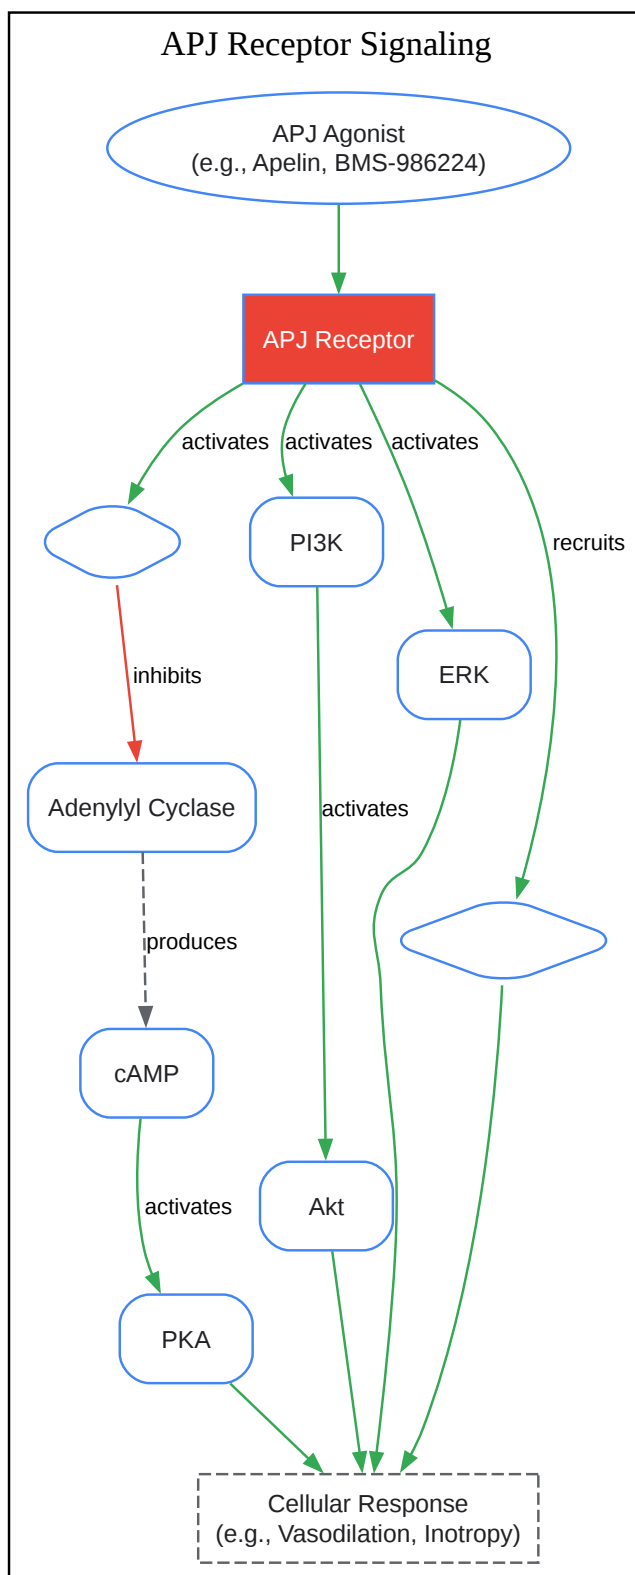 APJ Receptor Signaling
APJ Agonist
(e.g., Apelin, BMS-986224)
APJ Receptor
activates
activates
activates
PI3K
recruits
ERK
inhibits
Adenylyl Cyclase
activates
produces
cAMP
activates
Akt
PKA
Cellular Response
(e.g., Vasodilation, Inotropy)